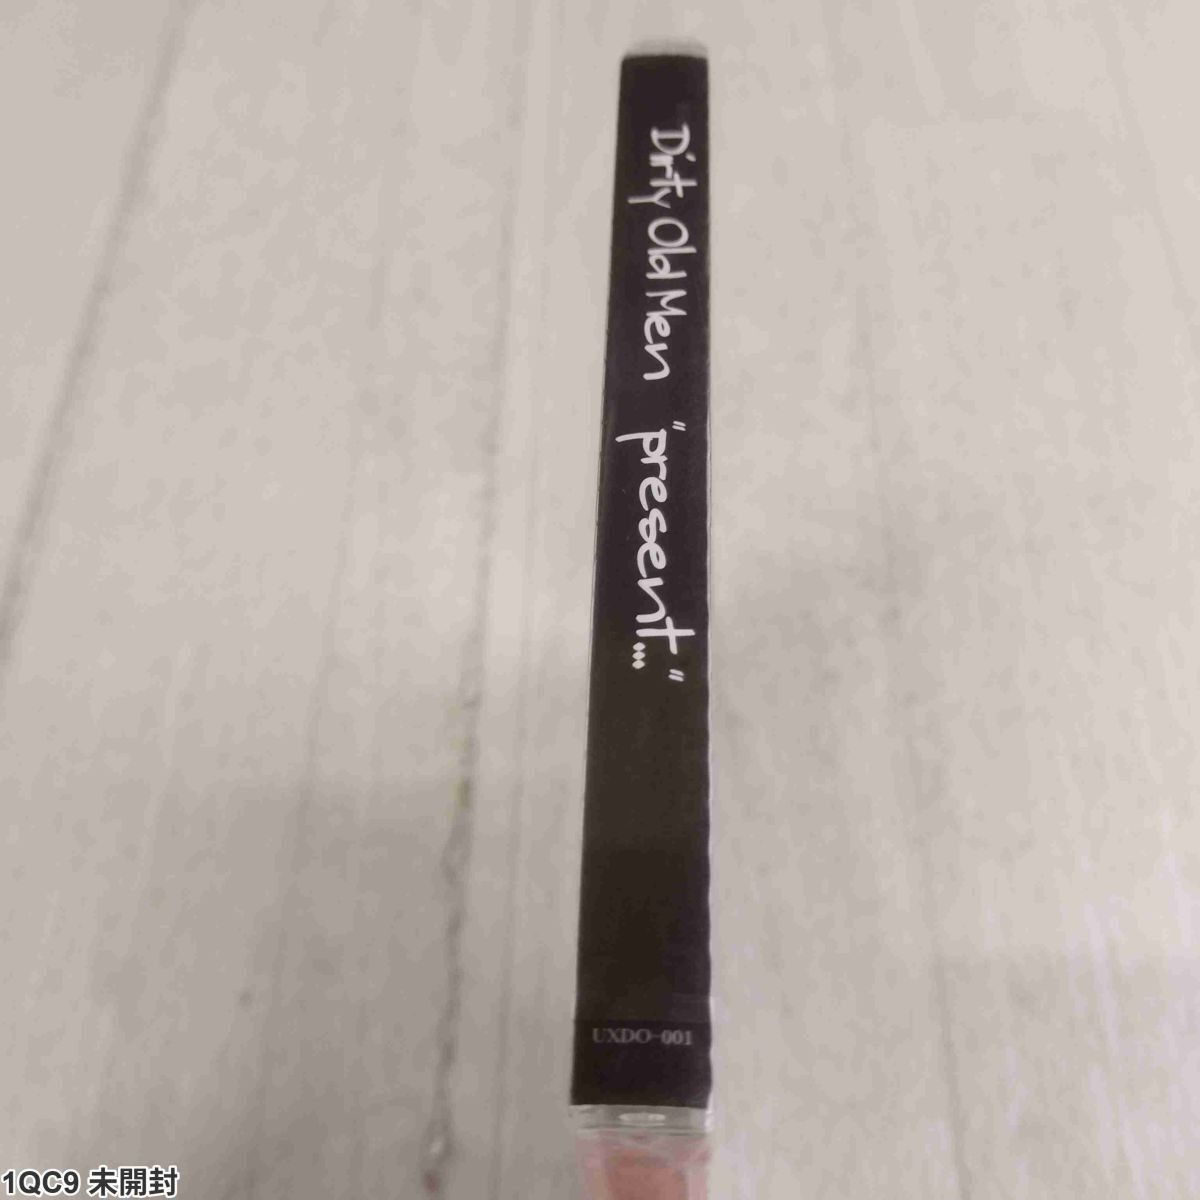 Dirty Old Men "present..."
UXDO-001
1QC9 未開封